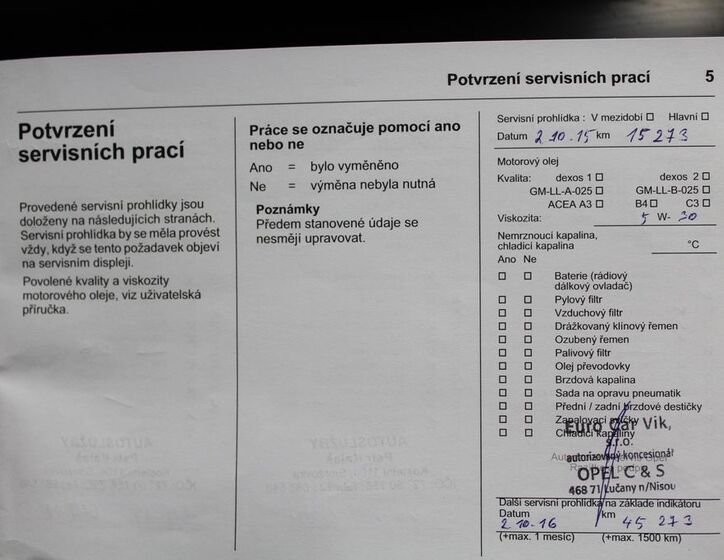 Potvrzení servisních prací 5
Potvrzení
servisních prací
Provedené servisní prohlídky jsou
doloženy na následujících stranách.
Servisní prohlídka by se měla provést
vždy, když se tento požadavek objeví
na servisním displeji.
Povolené kvality a viskozity
motorového oleje, viz uživatelská
příručka.
Práce se označuje pomocí ano
nebo ne
Ano = bylo vyměněno
Ne = výměna nebyla nutná
Poznámky
Předem stanovené údaje se
nesmějí upravovat.
Servisní prohlídka : V mezidobí ☐ Hlavní ☐
Datum 2.10.15 km 15 273
Motorový olej
Kvalita: dexos 1 ☐ dexos 2 ☐
GM-LL-A-025 ☐ GM-LL-B-025 ☐
ACEA A3 ☐ B4 ☐ C3 ☐
Viskozita: 5 W- 30
Nemrznoucí kapalina,
chladicí kapalina °C
Ano Ne
☐ ☐ Baterie (rádiový
dálkový ovladač)
☐ ☐ Pylový filtr
☐ ☐ Vzduchový filtr
☐ ☐ Drážkovaný klínový řemen
☐ ☐ Ozubený řemen
☐ ☐ Palivový filtr
☐ ☐ Olej převodovky
☐ ☐ Brzdová kapalina
☐ ☐ Sada na opravu pneumatik
☐ ☐ Přední / zadní brzdové destičky
☐ ☐ Zapalovací svíčky
☐ ☐ Chladicí kapaliny
Euro Car Vik,
s.r.o.
autorizovaný koncesionář
OPEL C & S
468 71 Lučany n/Nisou
Další servisní prohlídka na základe indikátoru
Datum km
2 10.16 45 273
(+max. 1 mesíc) (+max. 1500 km)